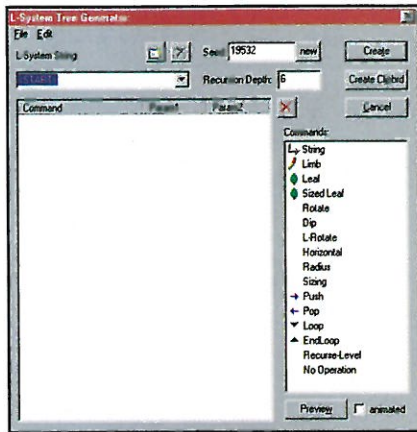 L-System Tree Generator
File Edit
L-System String: Seed: 19532 new Create
Recursion Depth: 6 Create Clipbrd
Cancel
Command Param1 Param2
Commands:
String
Limb
Leaf
Sized Leaf
Rotate
Dip
L-Rotate
Horizontal
Radius
Sizing
Push
Pop
Loop
EndLoop
Recurse-Level
No Operation
Preview animated